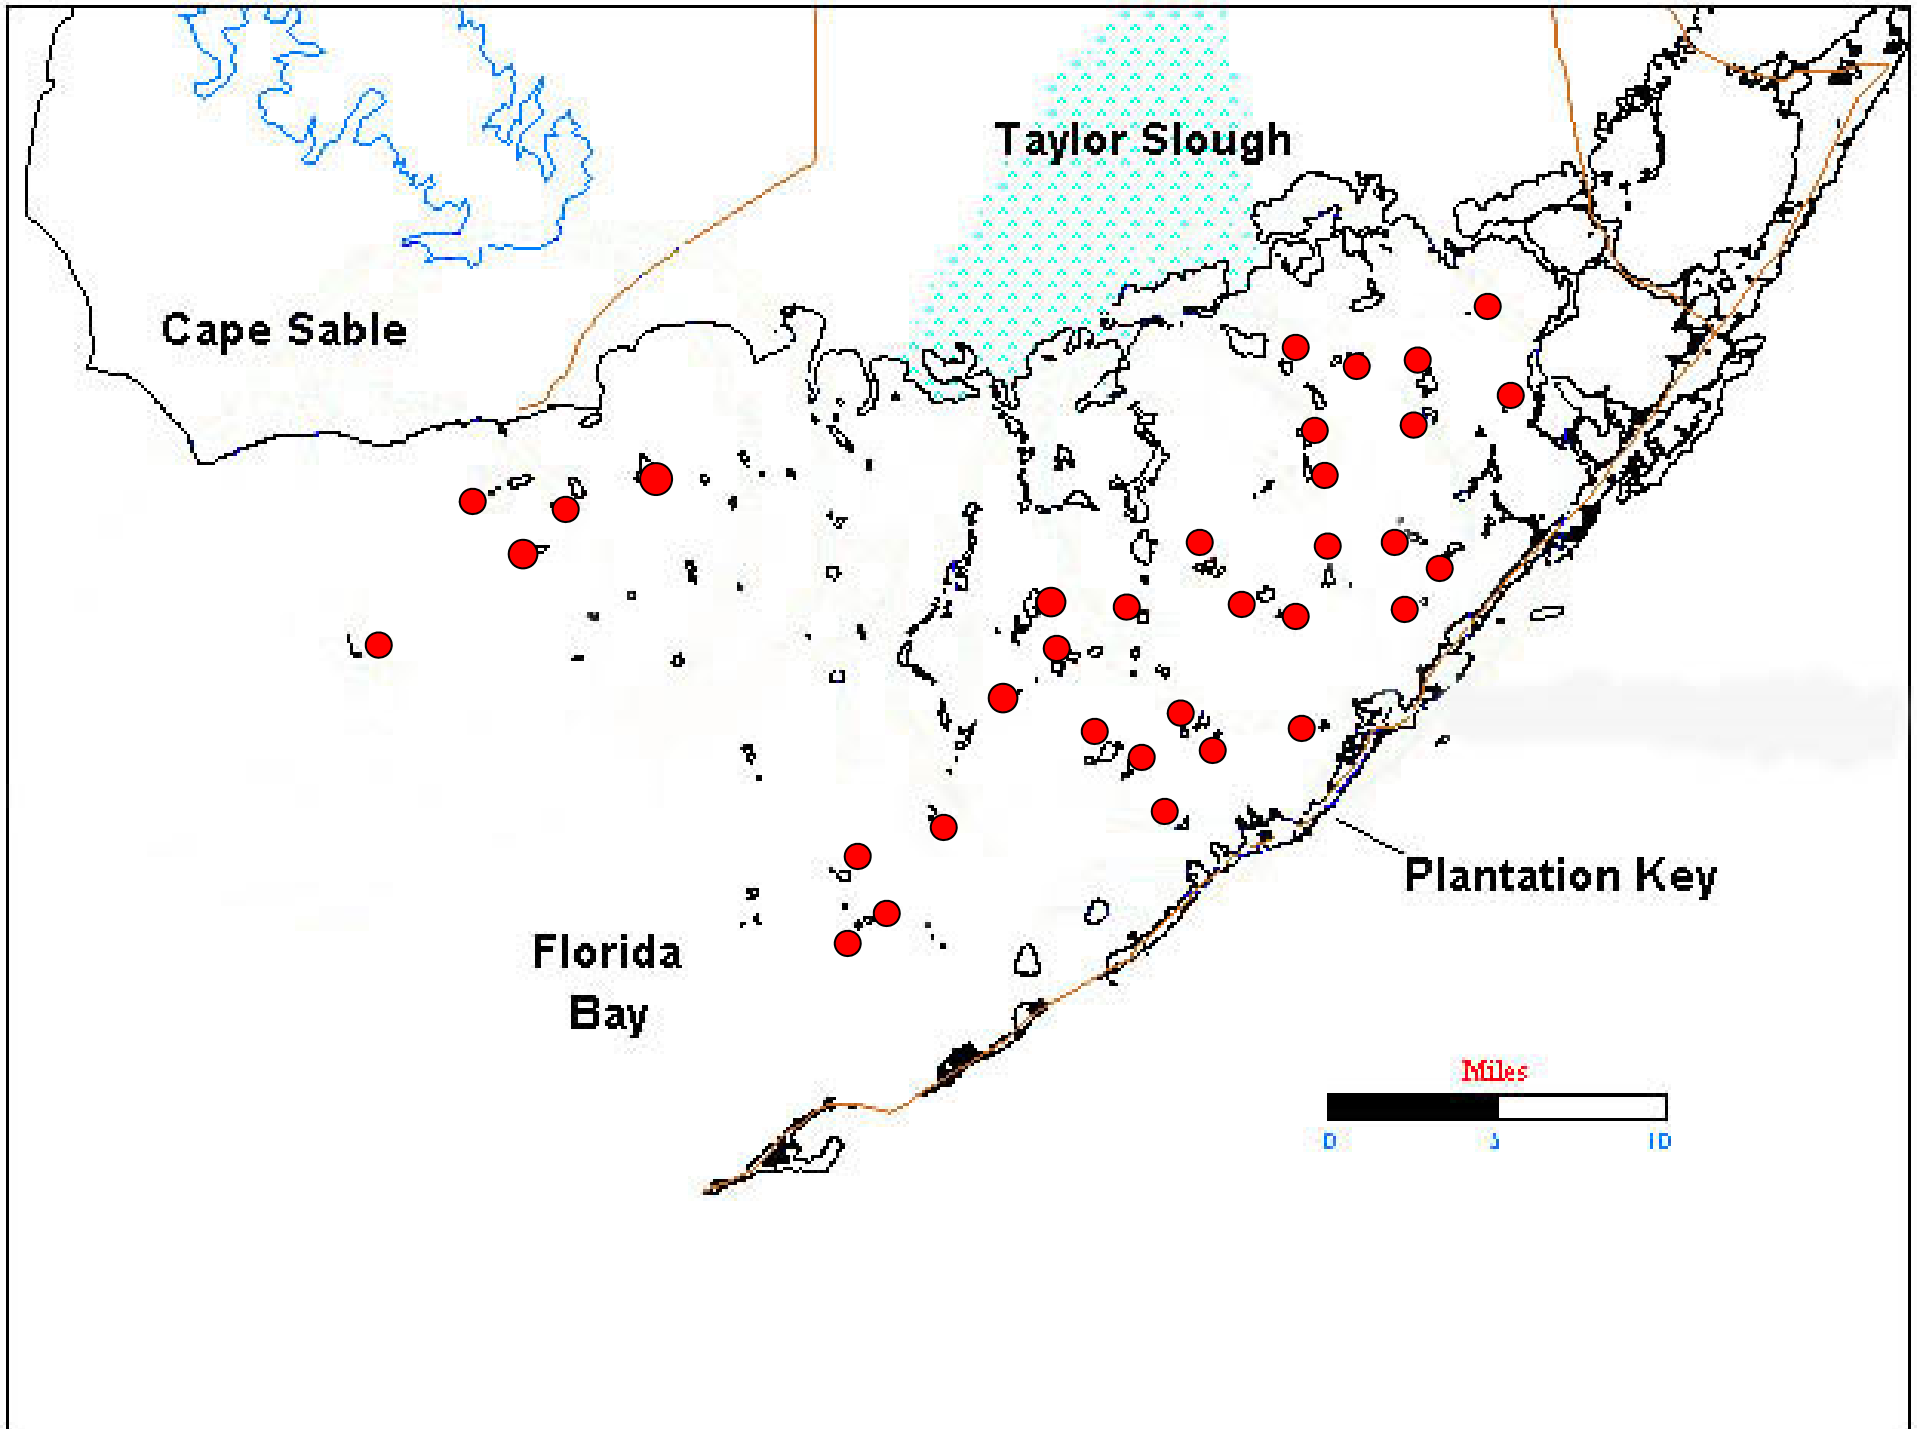 Taylor Slough
Cape Sable
Plantation Key
Florida
Bay
Miles
0 5 10